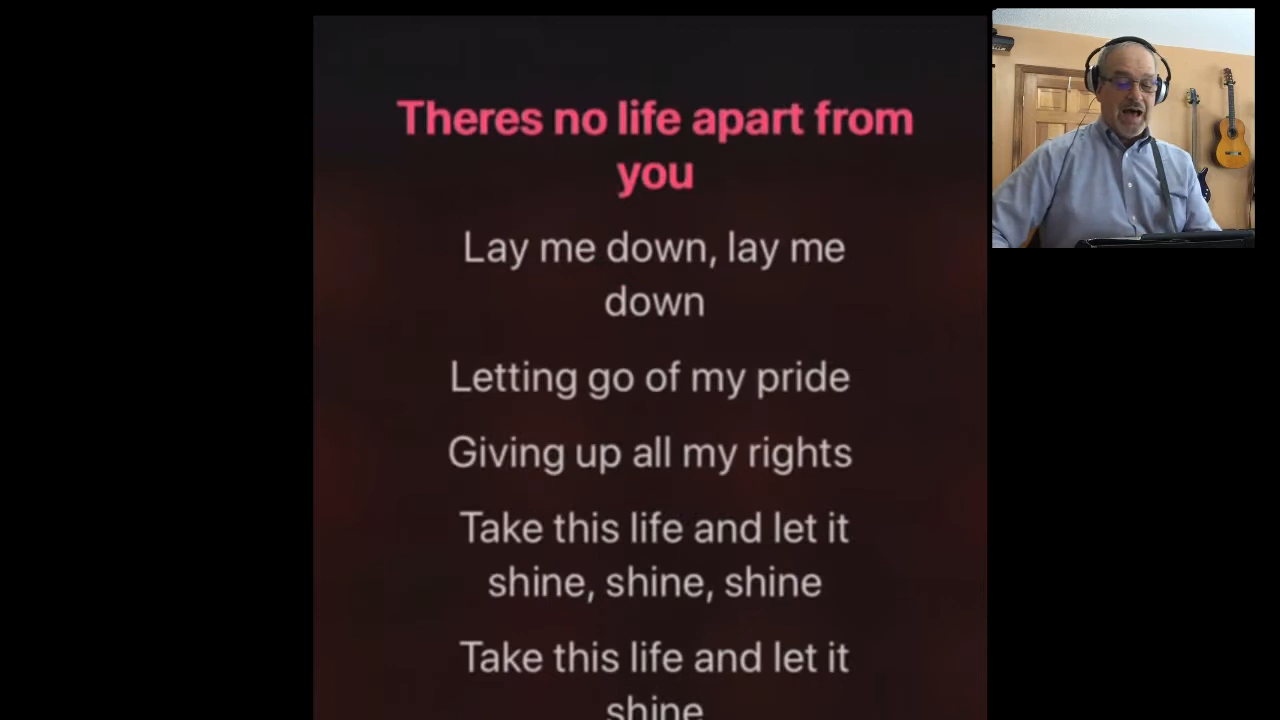 Theres no life apart from
you
Lay me down, lay me
down
Letting go of my pride
Giving up all my rights
Take this life and let it
shine, shine, shine
Take this life and let it
shine